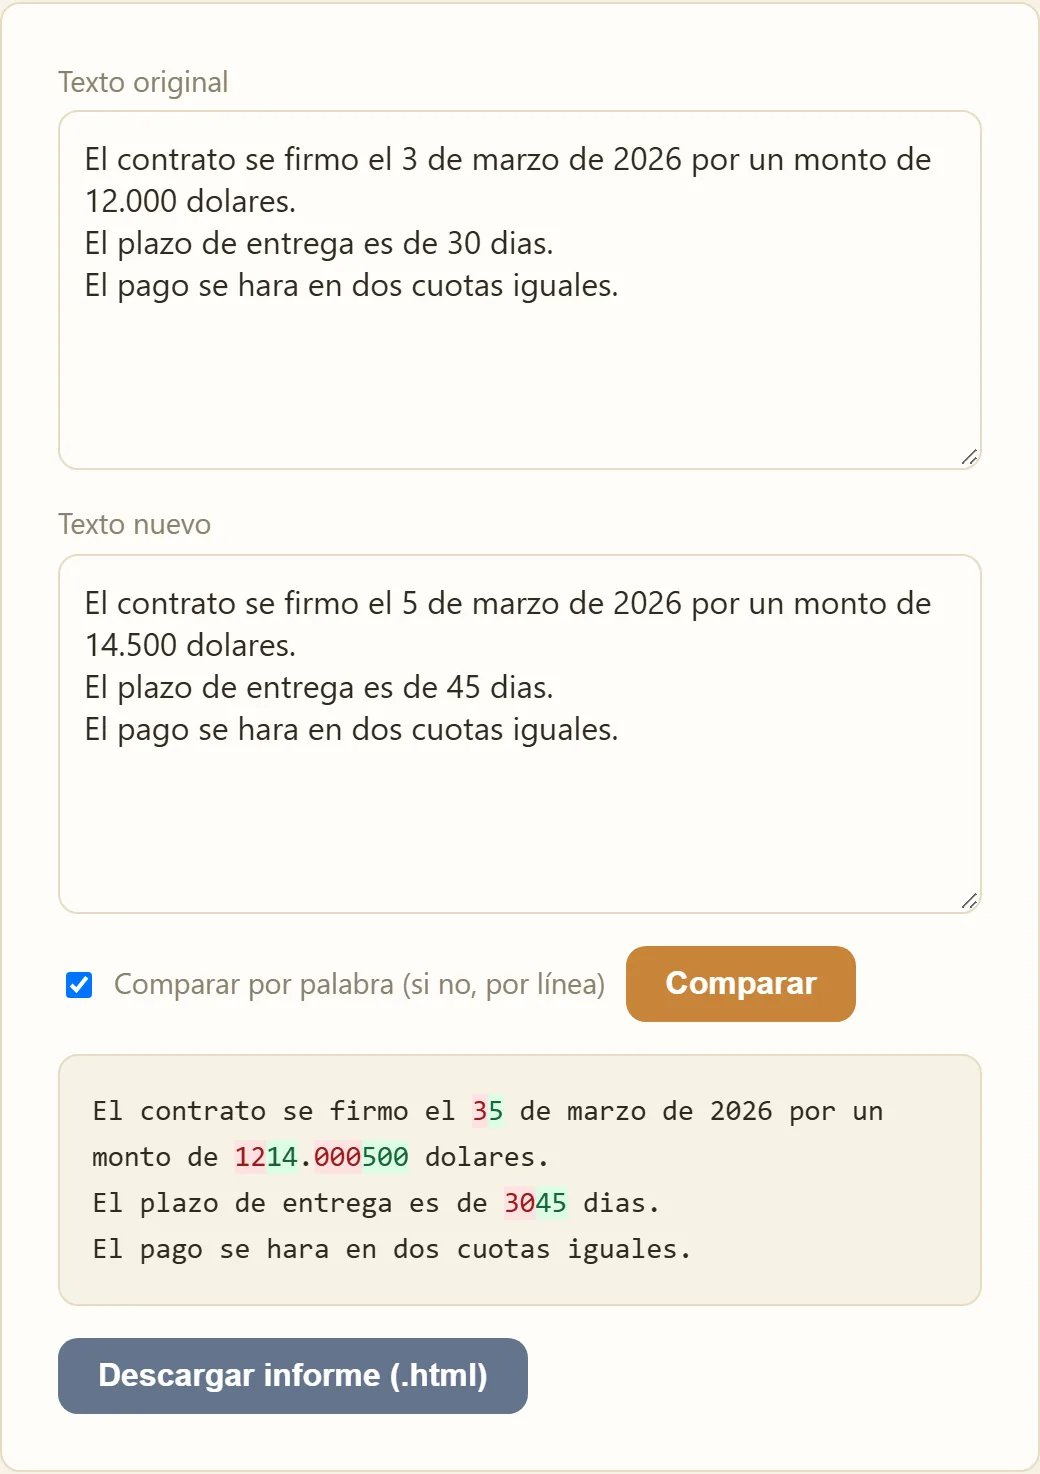 Texto original
El contrato se firmo el 3 de marzo de 2026 por un monto de
12.000 dolares.
El plazo de entrega es de 30 dias.
El pago se hara en dos cuotas iguales.
Texto nuevo
El contrato se firmo el 5 de marzo de 2026 por un monto de
14.500 dolares.
El plazo de entrega es de 45 dias.
El pago se hara en dos cuotas iguales.
Comparar por palabra (si no, por línea)
Comparar
El contrato se firmo el 35 de marzo de 2026 por un
monto de 1214.000500 dolares.
El plazo de entrega es de 3045 dias.
El pago se hara en dos cuotas iguales.
Descargar informe (.html)